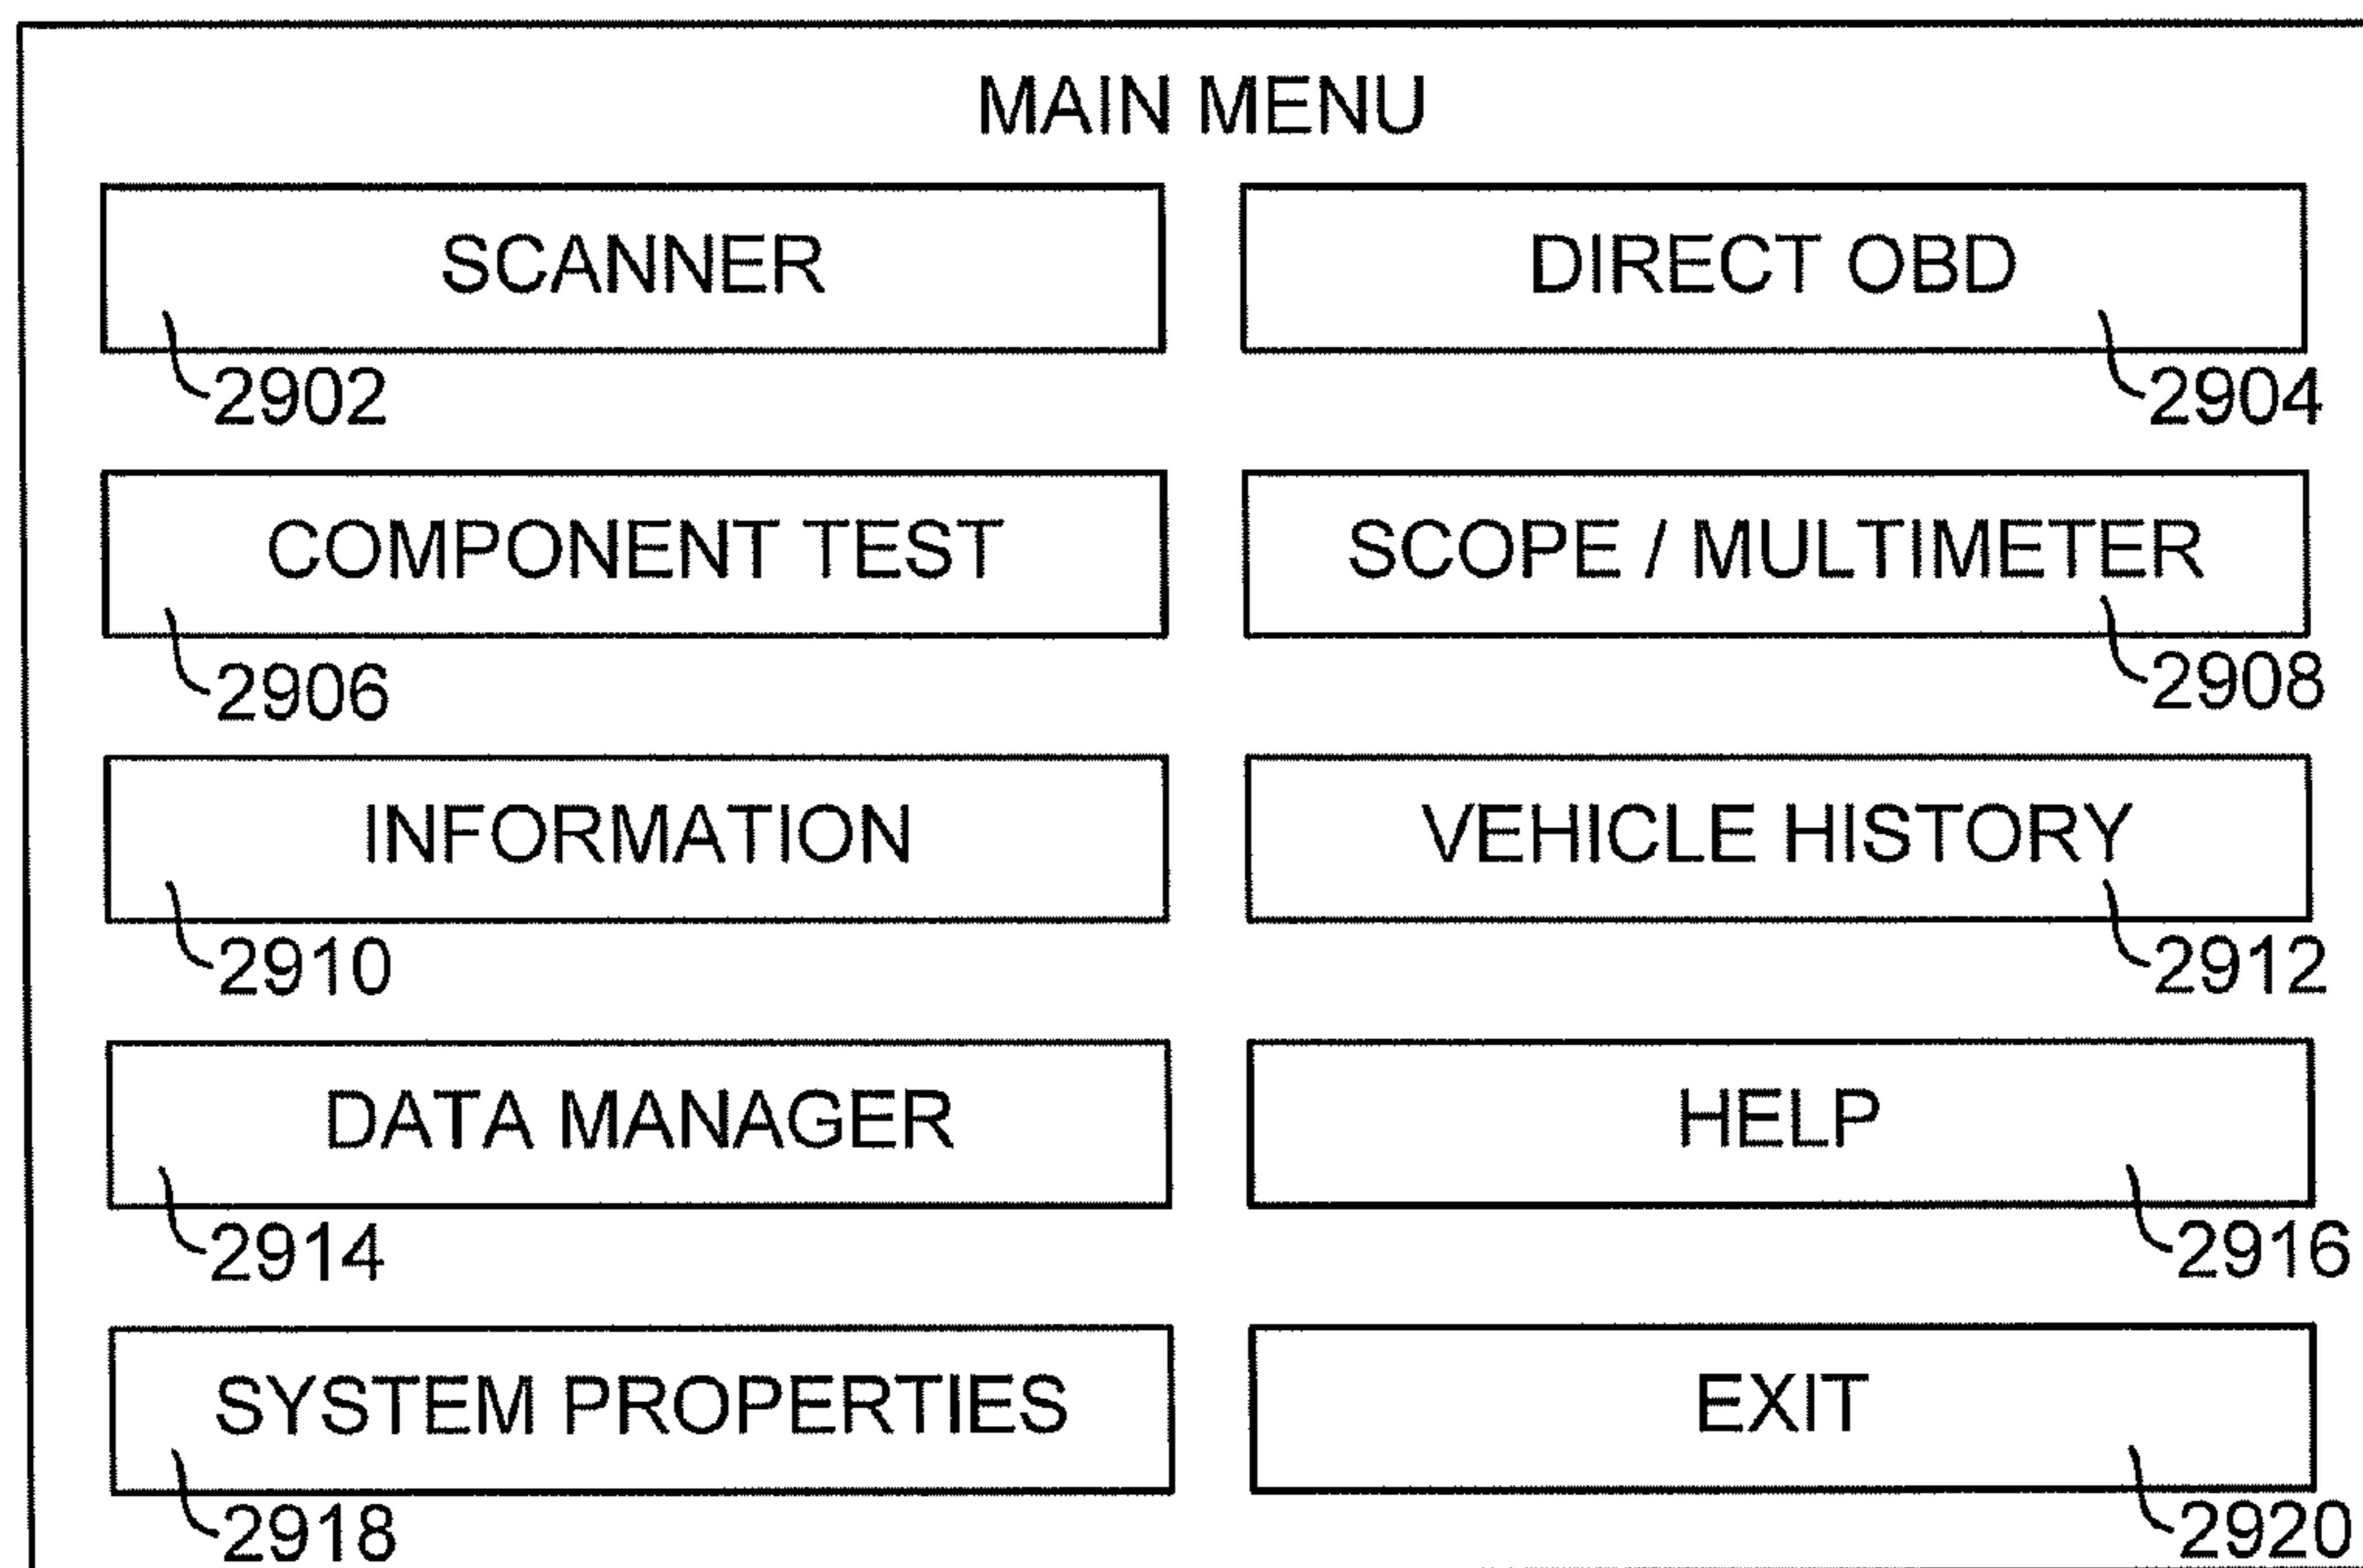 MAIN MENU
SCANNER
DIRECT OBD
2902
2904
COMPONENT TEST
SCOPE / MULTIMETER
2906
2908
INFORMATION
VEHICLE HISTORY
2910
2912
DATA MANAGER
HELP
2914
2916
SYSTEM PROPERTIES
EXIT
2918
2920